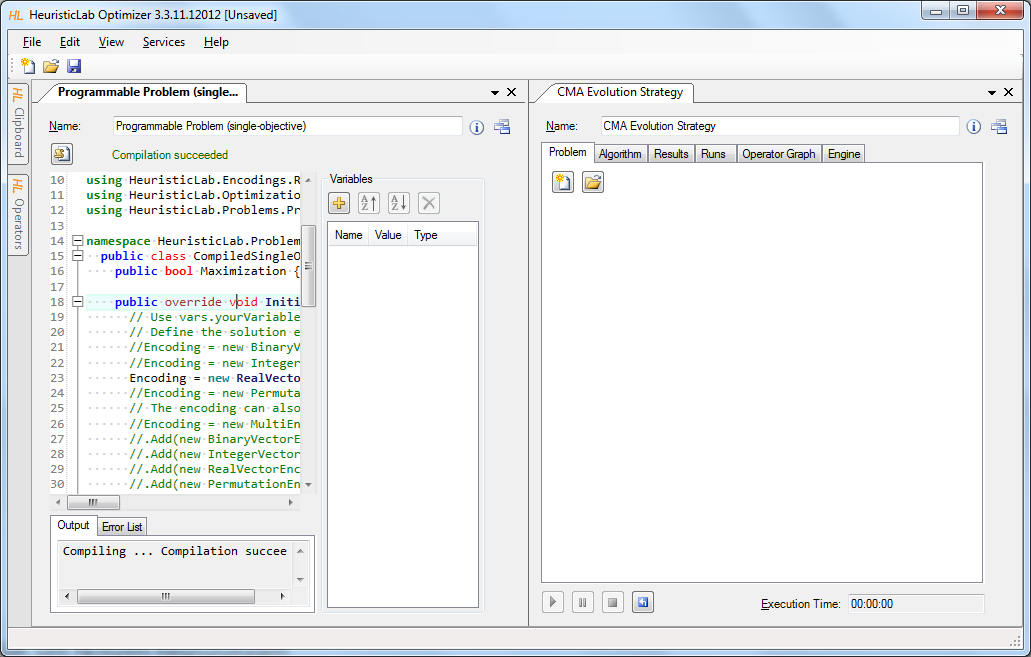 HL HeuristicLab Optimizer 3.3.11.12012 [Unsaved]
File Edit View Services Help
HL Clipboard
HL Operators
Programmable Problem (single...
Name: Programmable Problem (single-objective)
Compilation succeeded
10 using HeuristicLab.Encodings.R
11 using HeuristicLab.Optimizatio
12 using HeuristicLab.Problems.Pr
13
14 namespace HeuristicLab.Problem
15 public class CompiledSingleO
16 public bool Maximization {
17
18 public override void Initi
19 // Use vars.yourVariable
20 // Define the solution e
21 //Encoding = new BinaryV
22 //Encoding = new Integer
23 Encoding = new RealVecto
24 //Encoding = new Permuta
25 // The encoding can also
26 //Encoding = new MultiEn
27 //.Add(new BinaryVectorE
28 //.Add(new IntegerVector
29 //.Add(new RealVectorEnc
30 //.Add(new PermutationEn
Output Error List
Compiling ... Compilation succee
Variables
Name Value Type
CMA Evolution Strategy
Name: CMA Evolution Strategy
Problem Algorithm Results Runs Operator Graph Engine
Execution Time: 00:00:00